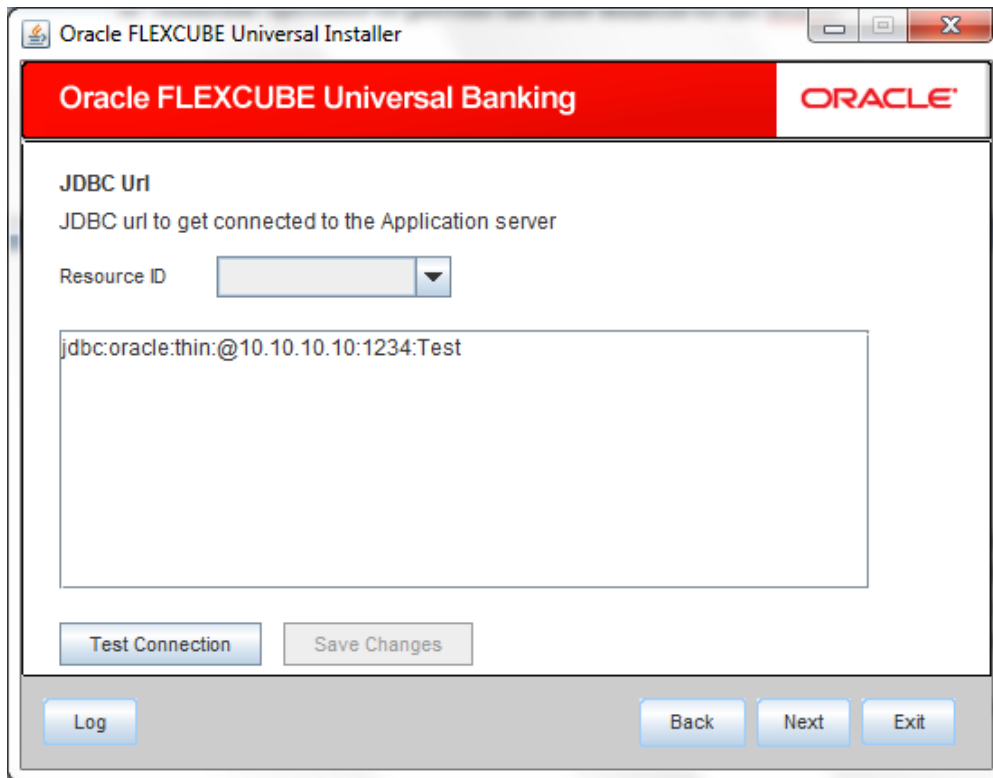 Oracle FLEXCUBE Universal Installer
Oracle FLEXCUBE Universal Banking
ORACLE
JDBC Url
JDBC url to get connected to the Application server
Resource ID
jdbc:oracle:thin:@10.10.10.10:1234:Test
Test Connection Save Changes
Log Back Next Exit